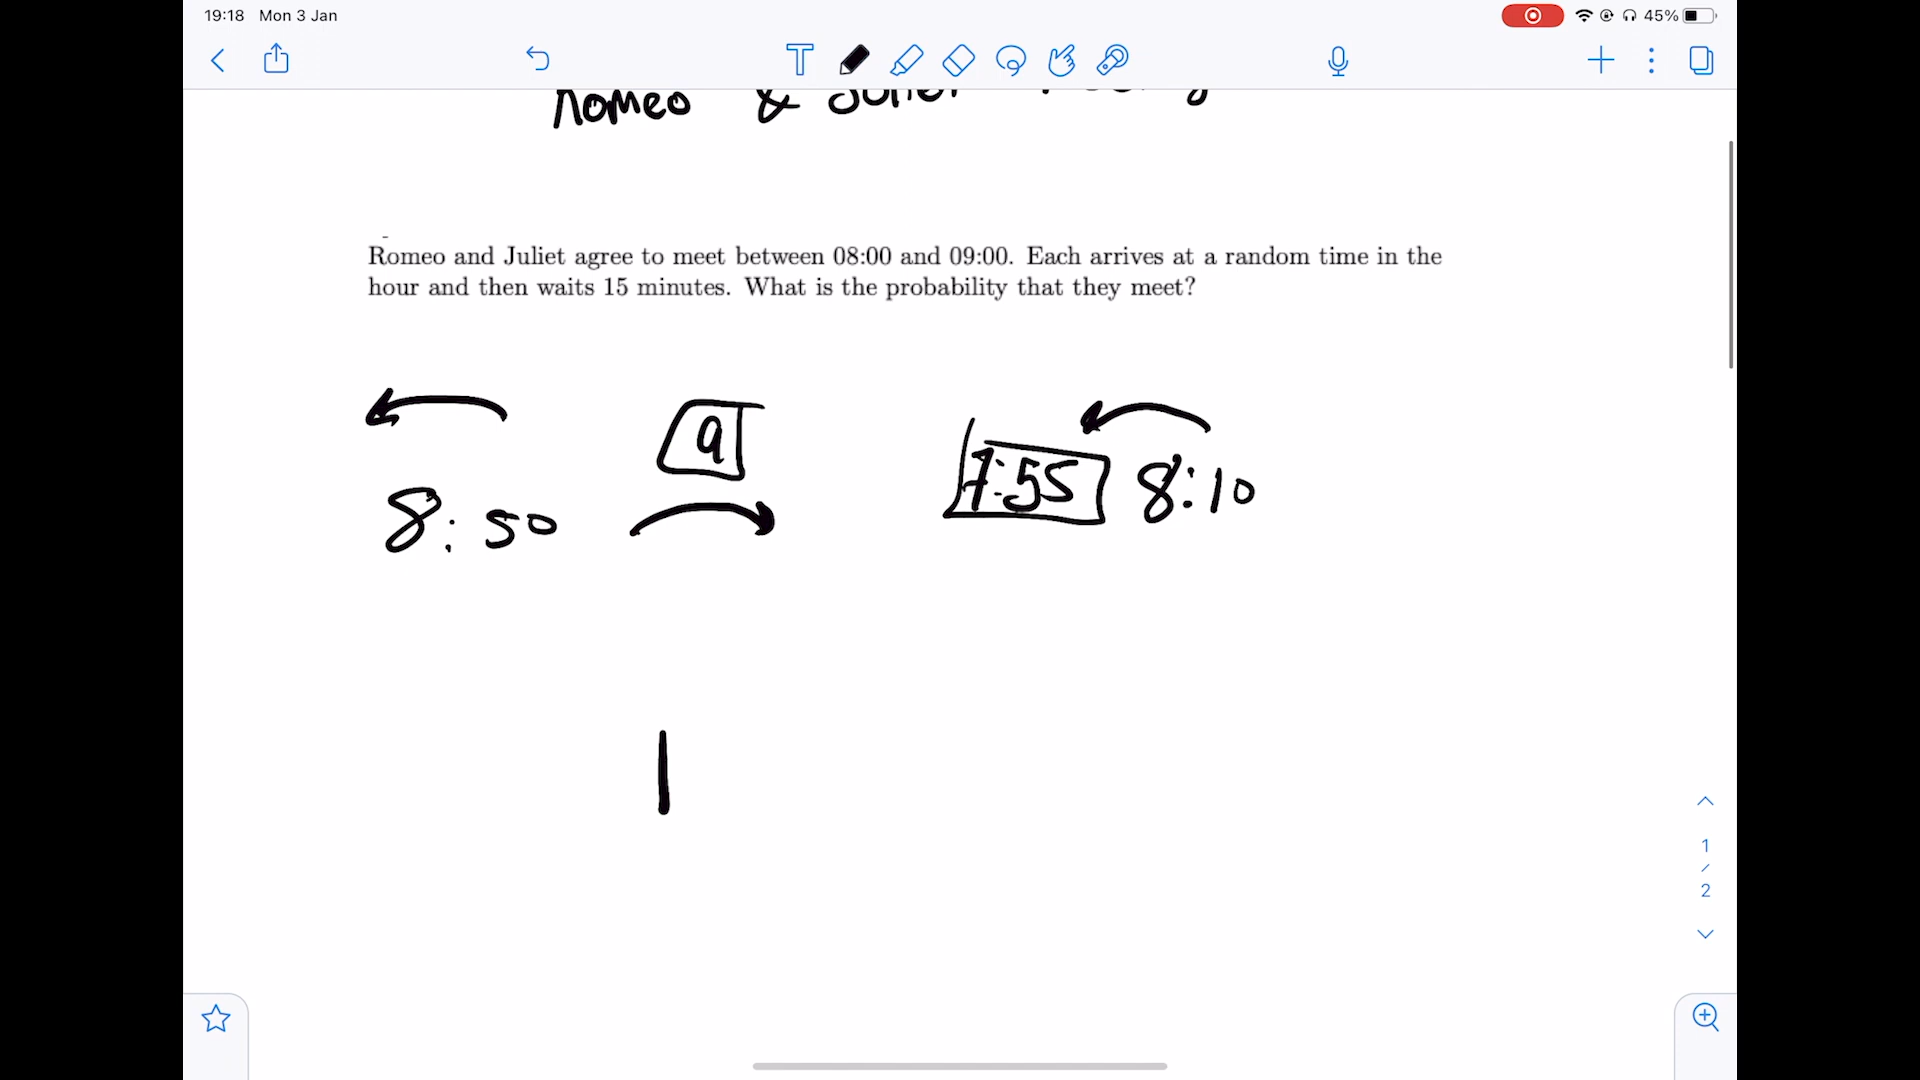 19:18 Mon 3 Jan
45%
T
Romeo & Juliet
Romeo and Juliet agree to meet between 08:00 and 09:00. Each arrives at a random time in the
hour and then waits 15 minutes. What is the probability that they meet?
9
8:50
7:55 8:10
1
/
2